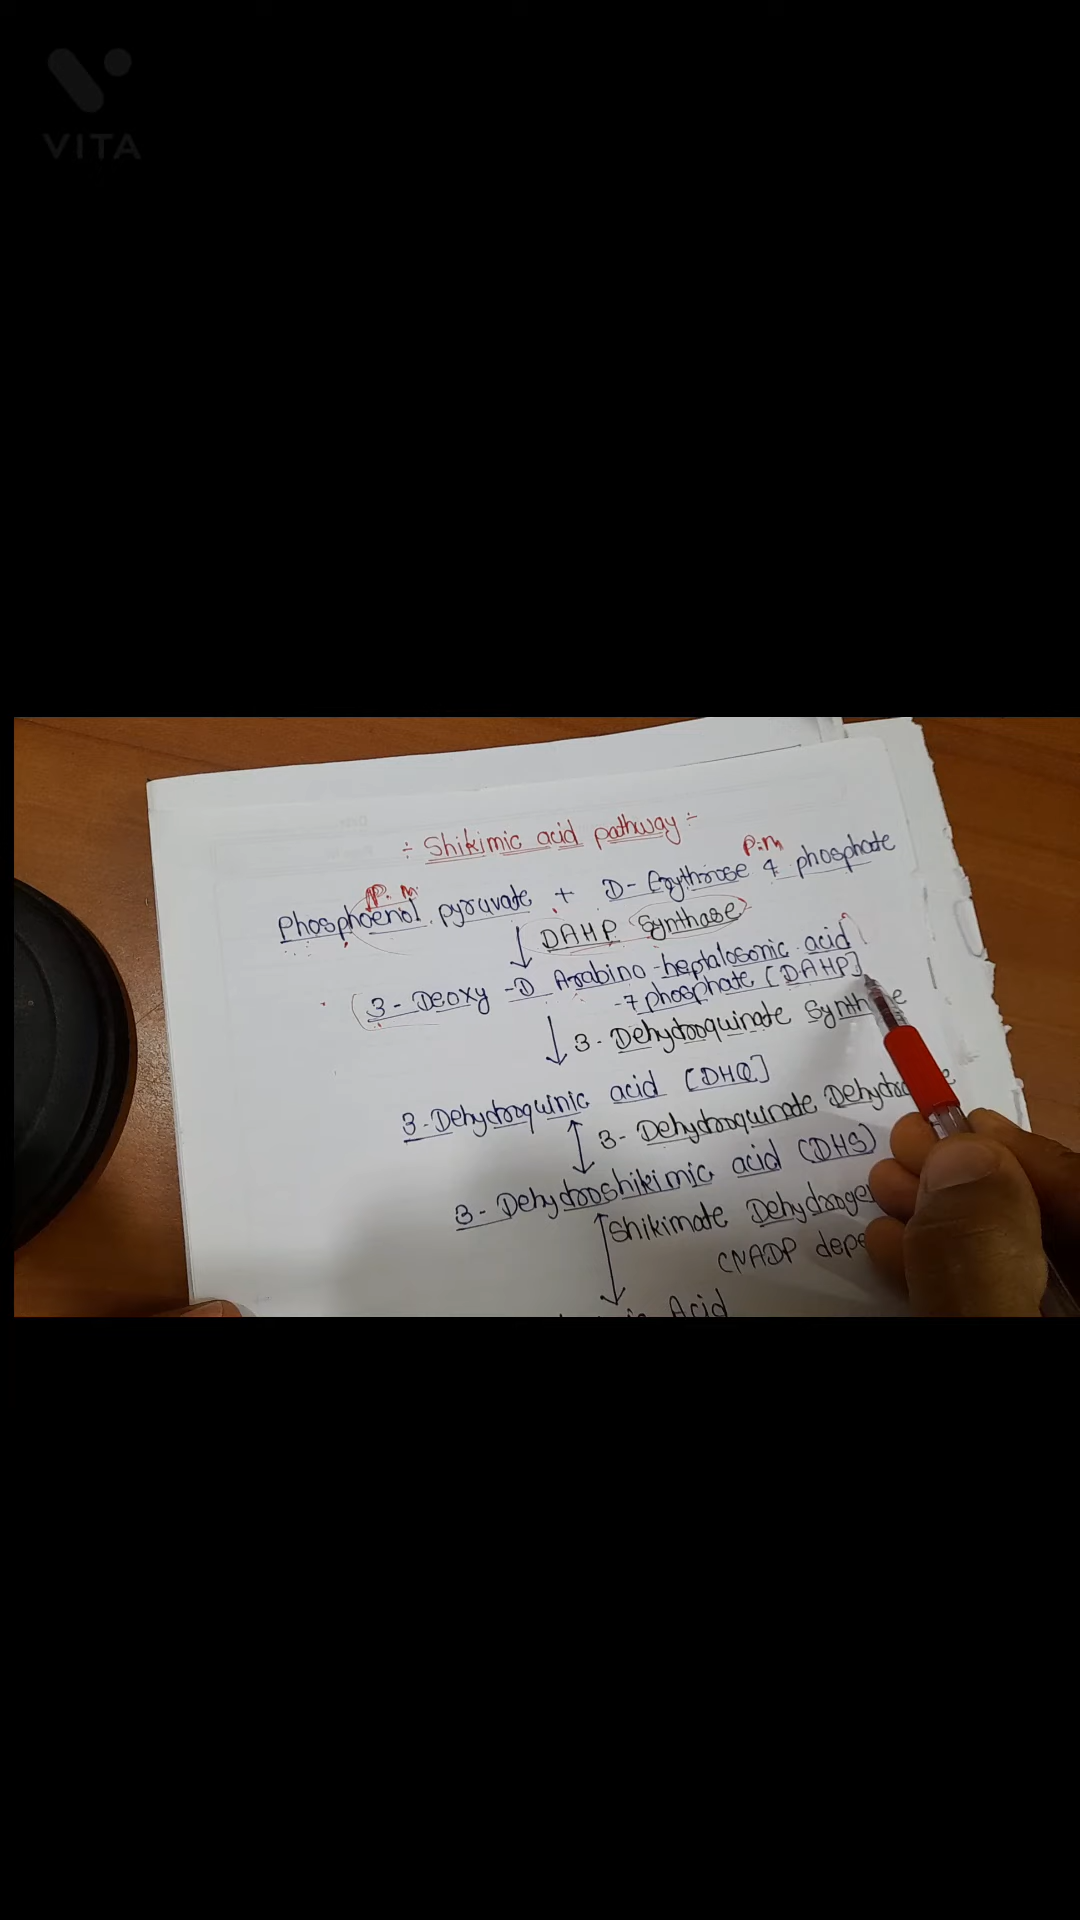 VITA
÷ Shikimic acid pathway ÷
P.m P.m
Phosphoenol pyruvate + D- Erythrose 4 phosphate
↓ DAHP Synthase
3- Deoxy -D Arabino-heptalosonic acid
-7 phosphate [DAHP]
↓ 3- Dehydroquinate
3-Dehydroquinic acid [DHQ]
↕ 3- Dehydroquinate
3- Dehydroshikimic acid (DHS)
↕ Shikimate
(NADP
Acid